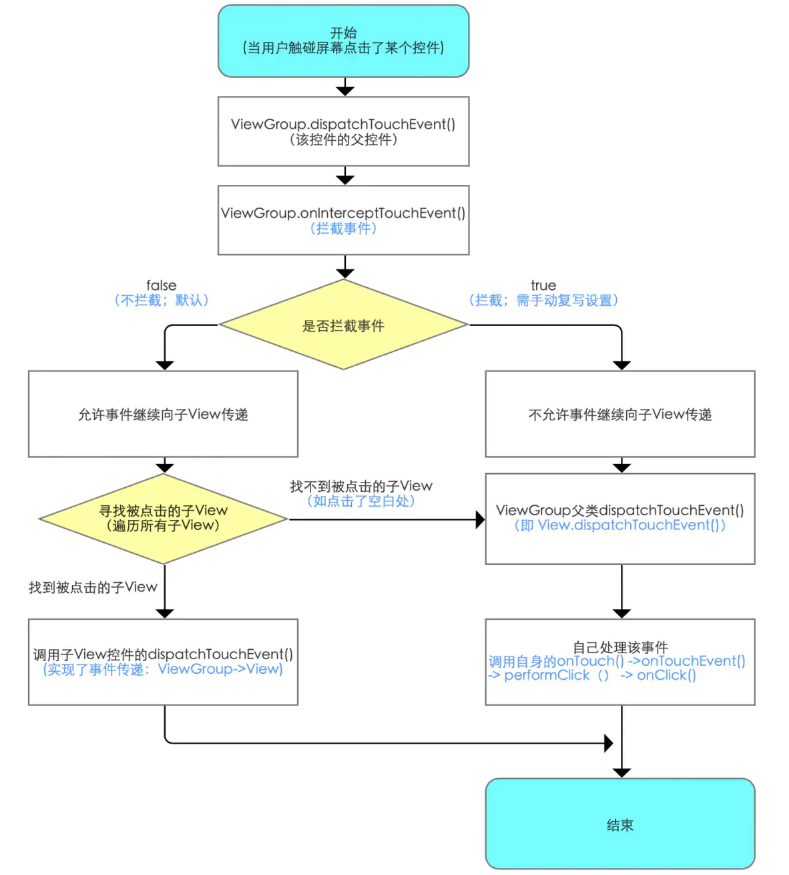 开始
(当用户触碰屏幕点击了某个控件)
ViewGroup.dispatchTouchEvent()
（该控件的父控件）
ViewGroup.onInterceptTouchEvent()
（拦截事件）
false
（不拦截；默认）
true
（拦截；需手动复写设置）
是否拦截事件
允许事件继续向子View传递
不允许事件继续向子View传递
寻找被点击的子View
（遍历所有子View）
找不到被点击的子View
（如点击了空白处）
ViewGroup父类dispatchTouchEvent()
（即 View.dispatchTouchEvent()）
找到被点击的子View
调用子View控件的dispatchTouchEvent()
(实现了事件传递：ViewGroup->View)
自己处理该事件
调用自身的onTouch() ->onTouchEvent()
-> performClick（） -> onClick()
结束